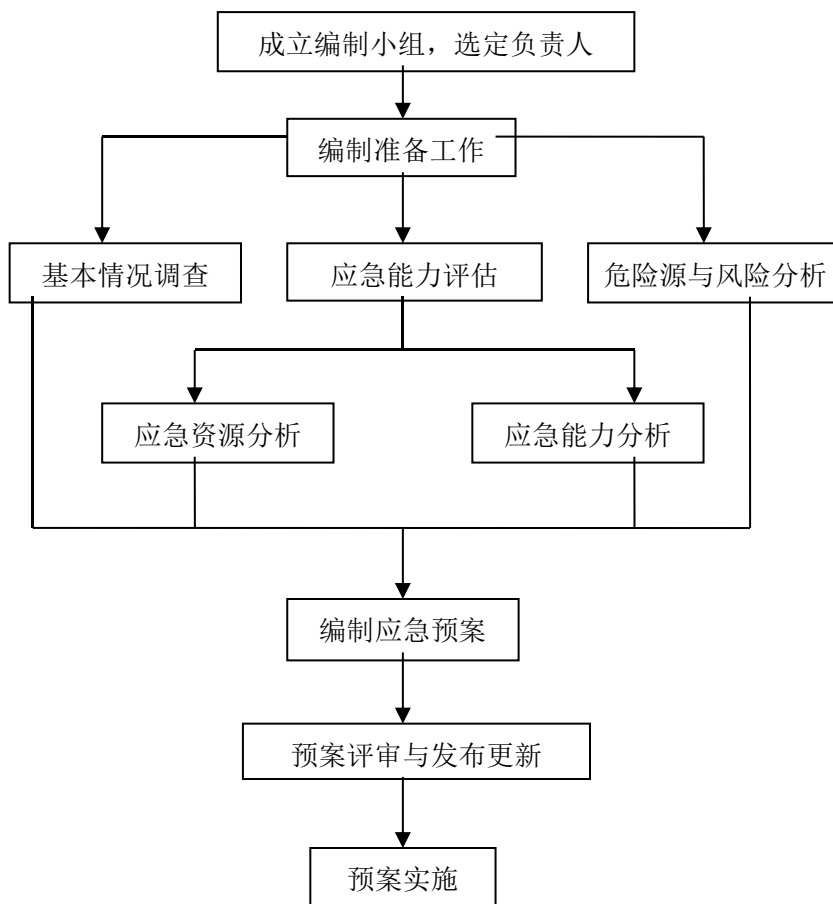 成立编制小组，选定负责人
编制准备工作
基本情况调查
应急能力评估
危险源与风险分析
应急资源分析
应急能力分析
编制应急预案
预案评审与发布更新
预案实施